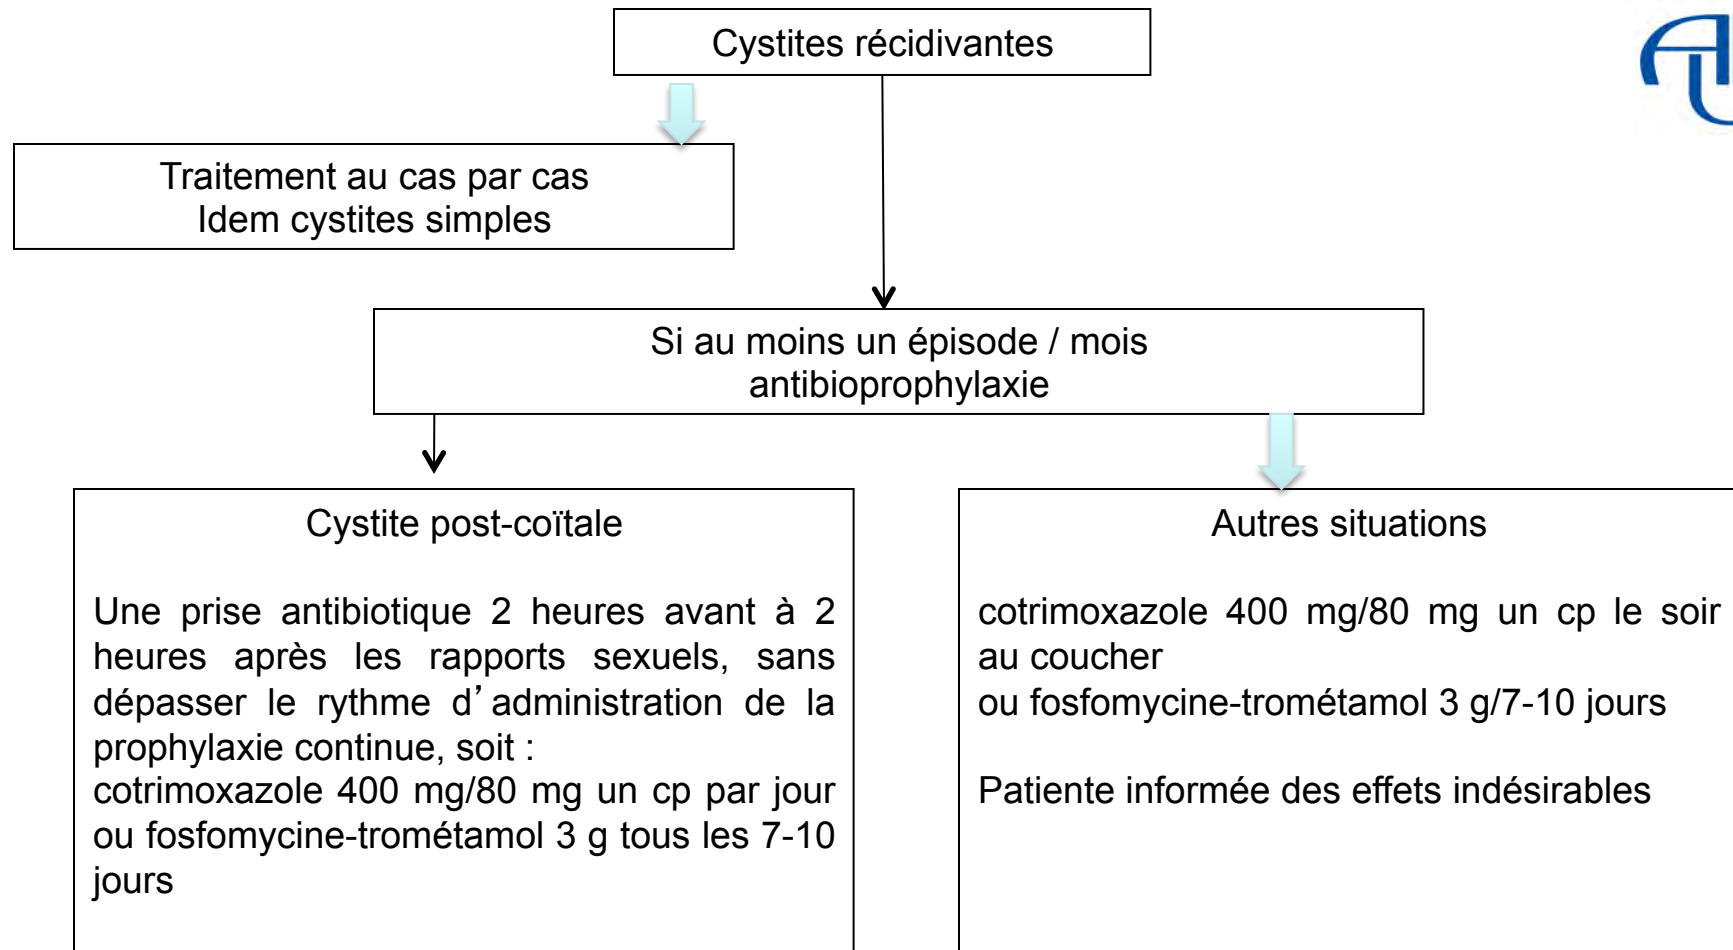 Cystites récidivantes
Traitement au cas par cas
Idem cystites simples
Si au moins un épisode / mois
antibioprophylaxie
Cystite post-coïtale
Une prise antibiotique 2 heures avant à 2
heures après les rapports sexuels, sans
dépasser le rythme d’administration de la
prophylaxie continue, soit :
cotrimoxazole 400 mg/80 mg un cp par jour
ou fosfomycine-trométamol 3 g tous les 7-10
jours
Autres situations
cotrimoxazole 400 mg/80 mg un cp le soir
au coucher
ou fosfomycine-trométamol 3 g/7-10 jours
Patiente informée des effets indésirables